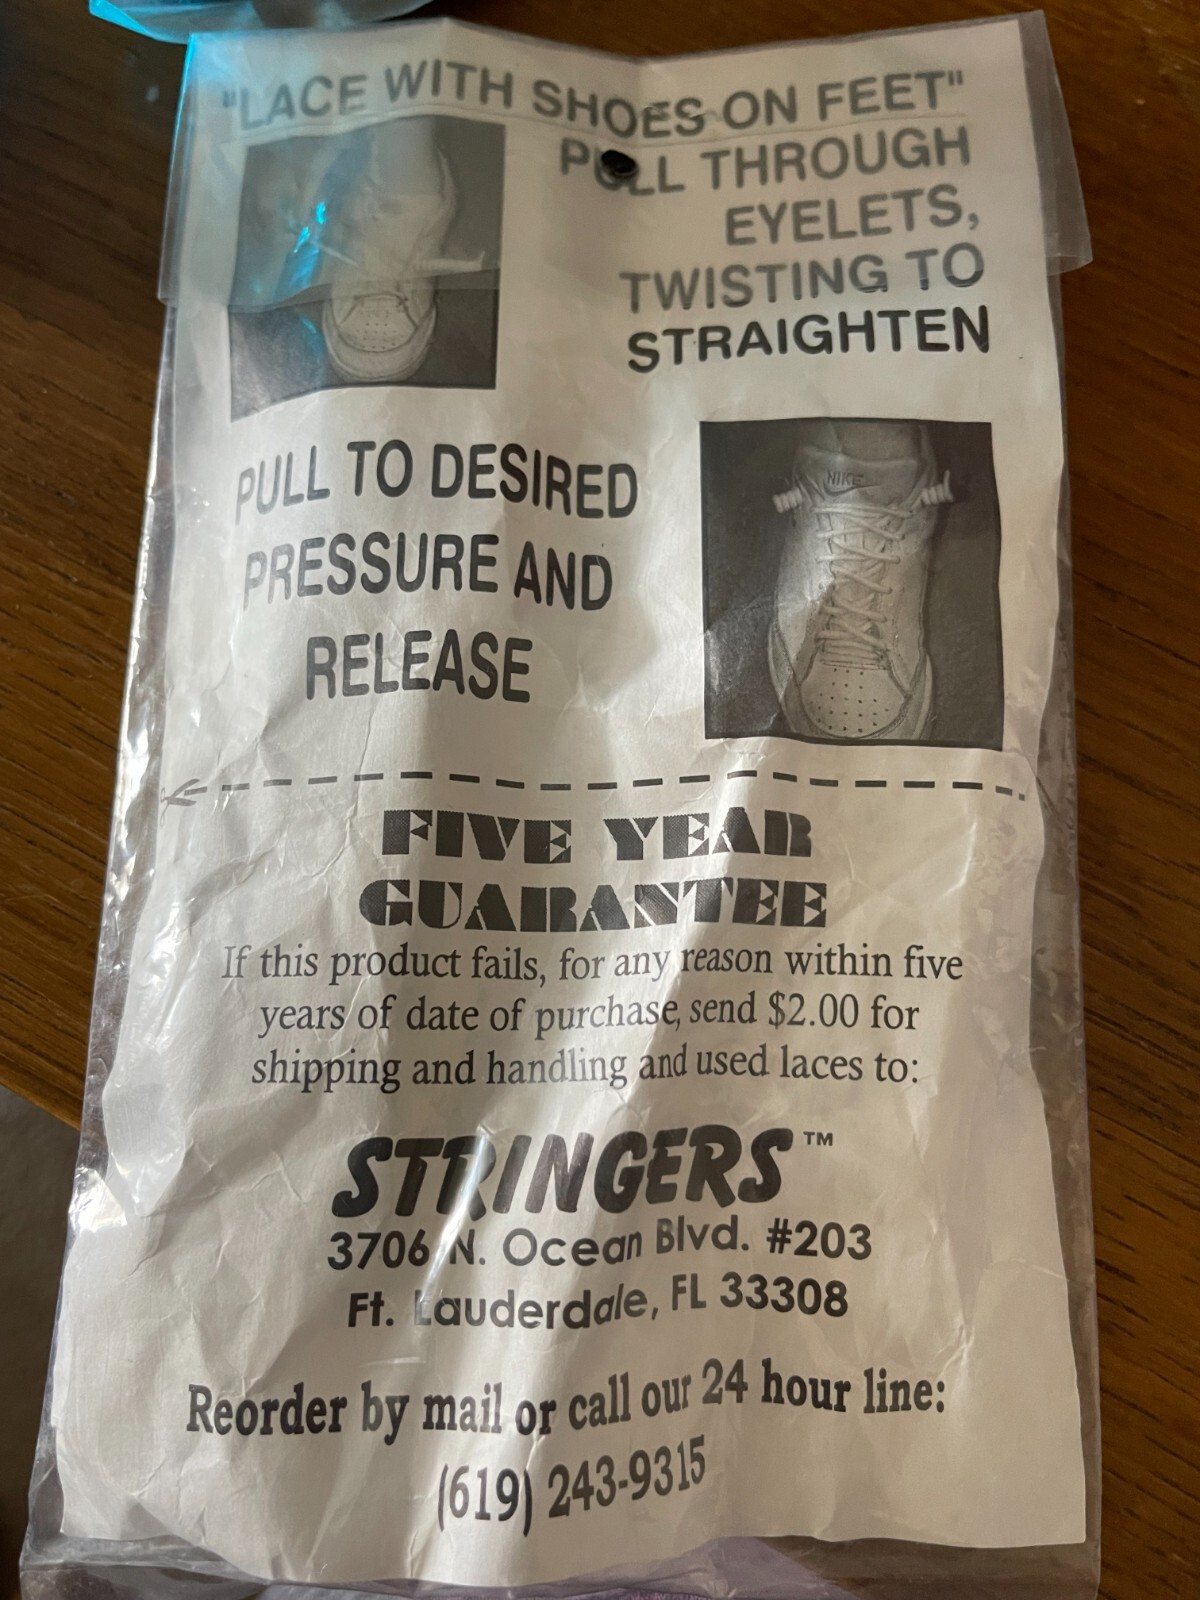 "LACE WITH SHOES ON FEET"
PULL THROUGH
EYELETS,
TWISTING TO
STRAIGHTEN
PULL TO DESIRED
PRESSURE AND
RELEASE
NIKE
FIVE YEAR
GUARANTEE
If this product fails, for any reason within five
years of date of purchase, send $2.00 for
shipping and handling and used laces to:
STRINGERS™
3706 N. Ocean Blvd. #203
Ft. Lauderdale, FL 33308
Reorder by mail or call our 24 hour line:
(619) 243-9315